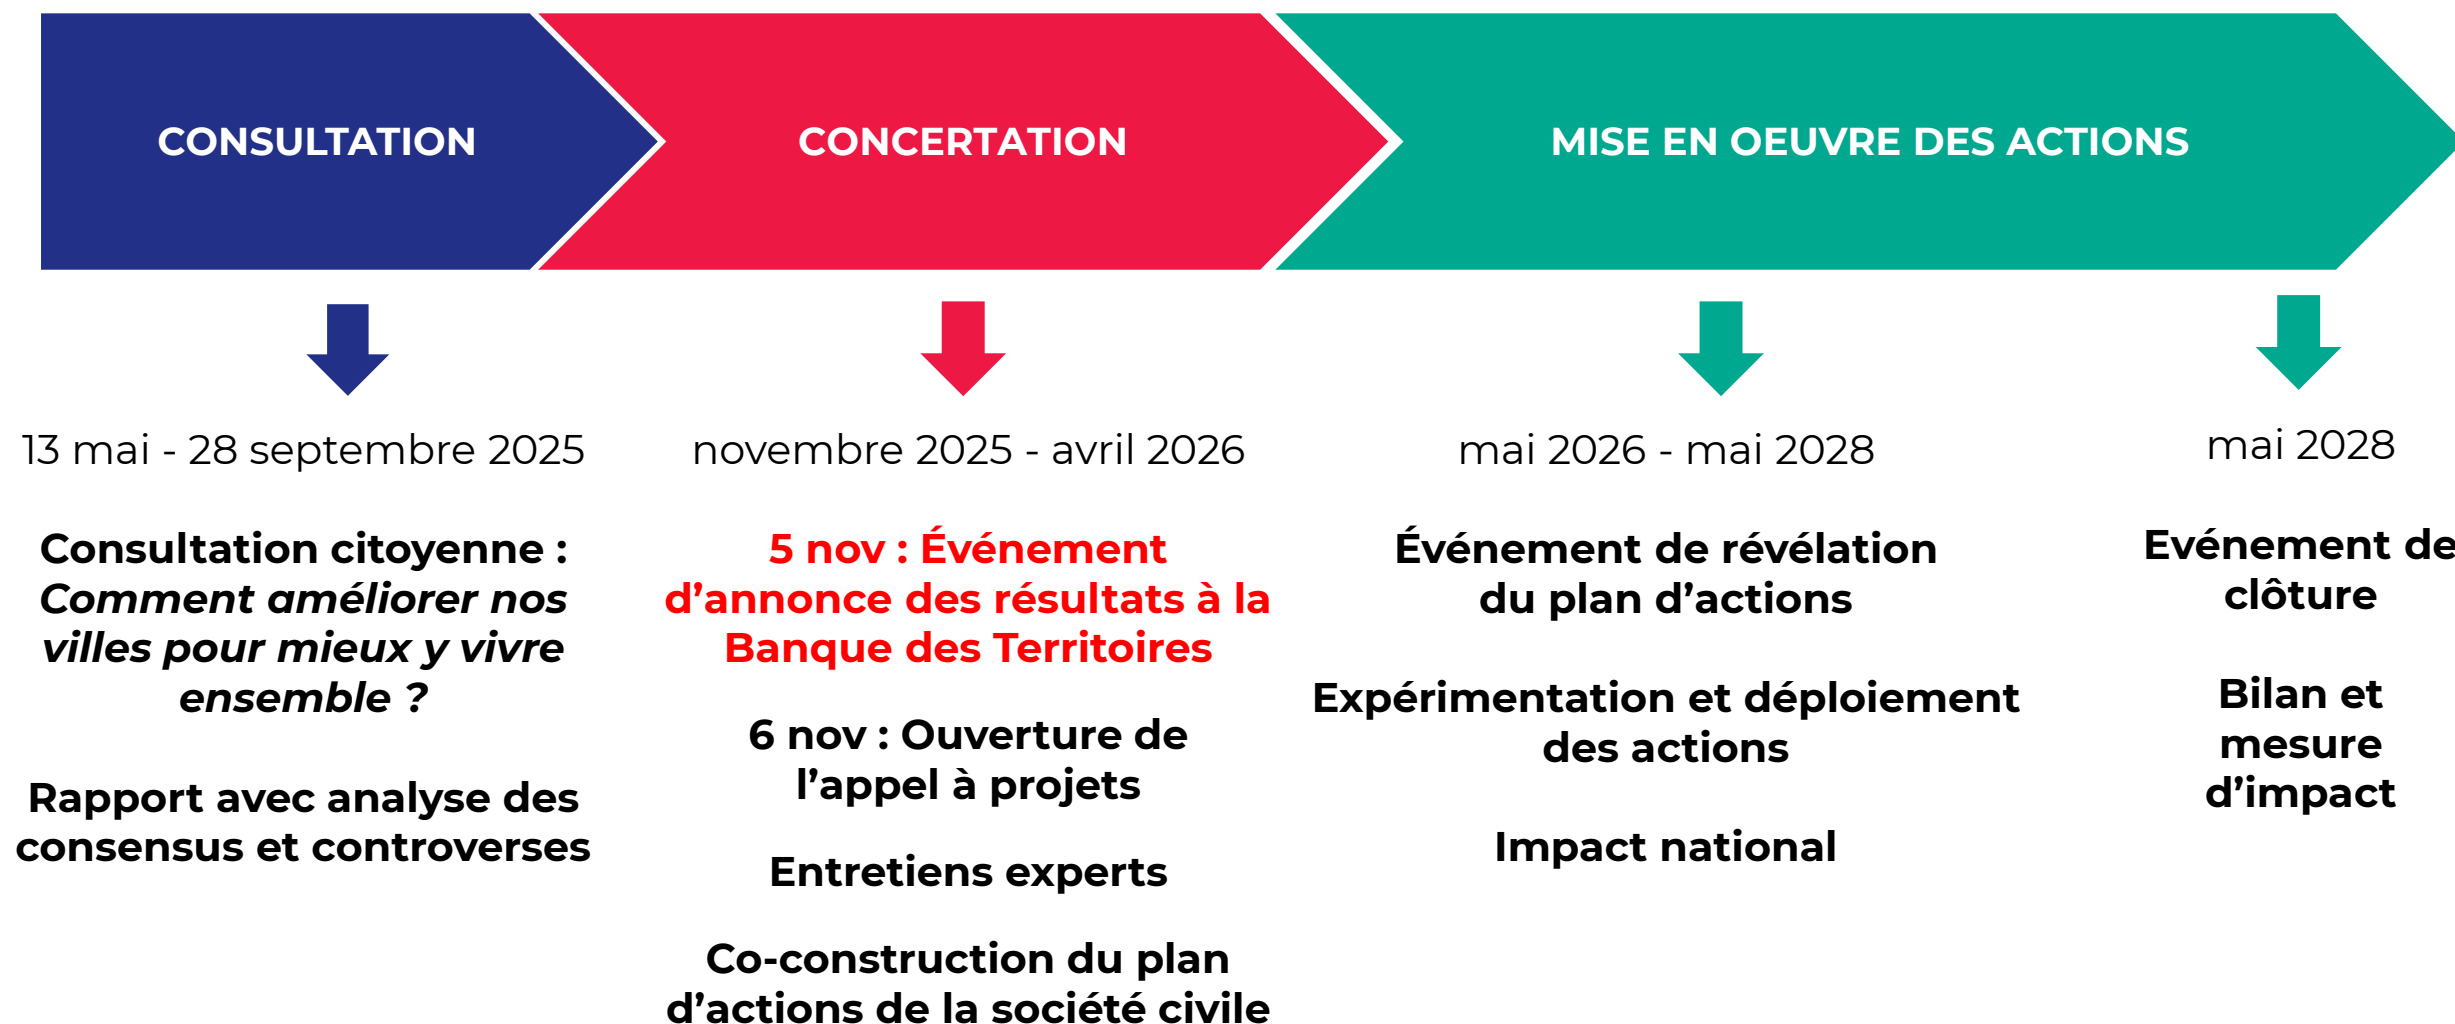 CONSULTATION
CONCERTATION
MISE EN OEUVRE DES ACTIONS
13 mai - 28 septembre 2025
Consultation citoyenne :
Comment améliorer nos
villes pour mieux y vivre
ensemble ?
Rapport avec analyse des
consensus et controverses
novembre 2025 - avril 2026
5 nov : Événement
d’annonce des résultats à la
Banque des Territoires
6 nov : Ouverture de
l’appel à projets
Entretiens experts
Co-construction du plan
d’actions de la société civile
mai 2026 - mai 2028
Événement de révélation
du plan d’actions
Expérimentation et déploiement
des actions
Impact national
mai 2028
Evénement de
clôture
Bilan et
mesure
d’impact